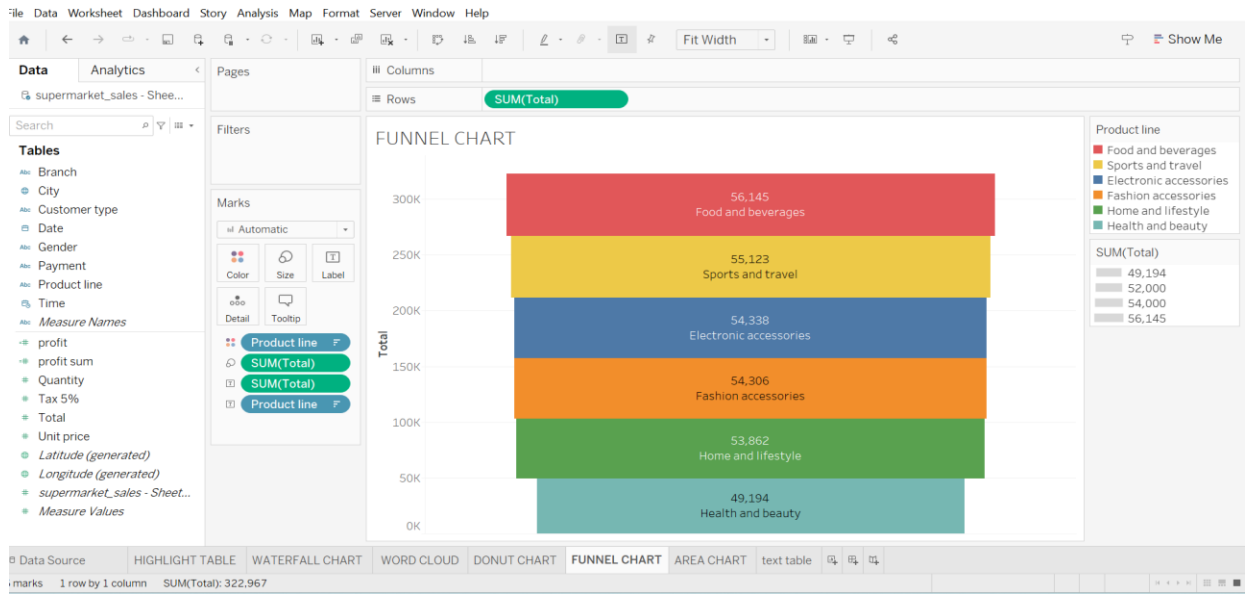 File Data Worksheet Dashboard Story Analysis Map Format Server Window Help
Fit Width
Show Me
Data Analytics
supermarket_sales - Shee...
Search
Tables
Abc Branch
City
Abc Customer type
Date
Abc Gender
Abc Payment
Abc Product line
Time
Abc Measure Names
profit
profit sum
Quantity
Tax 5%
Total
Unit price
Latitude (generated)
Longitude (generated)
supermarket_sales - Sheet...
Measure Values
Pages
Filters
Marks
Automatic
Color Size Label
Detail Tooltip
Product line
SUM(Total)
SUM(Total)
Product line
Columns
Rows SUM(Total)
FUNNEL CHART
Total
300K
250K
200K
150K
100K
50K
0K
56,145
Food and beverages
55,123
Sports and travel
54,338
Electronic accessories
54,306
Fashion accessories
53,862
Home and lifestyle
49,194
Health and beauty
Product line
Food and beverages
Sports and travel
Electronic accessories
Fashion accessories
Home and lifestyle
Health and beauty
SUM(Total)
49,194
52,000
54,000
56,145
Data Source HIGHLIGHT TABLE WATERFALL CHART WORD CLOUD DONUT CHART FUNNEL CHART AREA CHART text table
marks 1 row by 1 column SUM(Total): 322,967